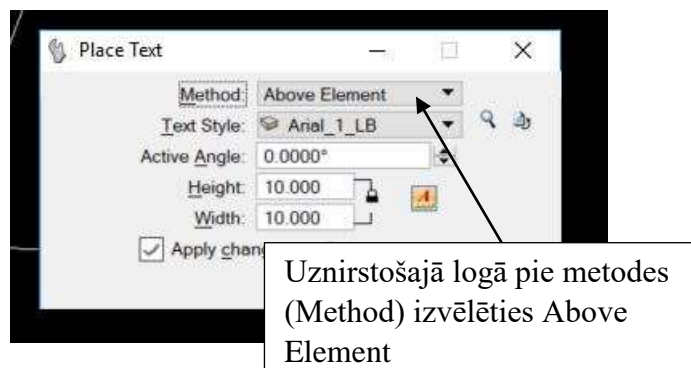 Place Text
Method: Above Element
Text Style: Arial_1_LB
Active Angle: 0.0000°
Height: 10.000
Width: 10.000
Apply
Uznirstošajā logā pie metodes
(Method) izvēlēties Above
Element